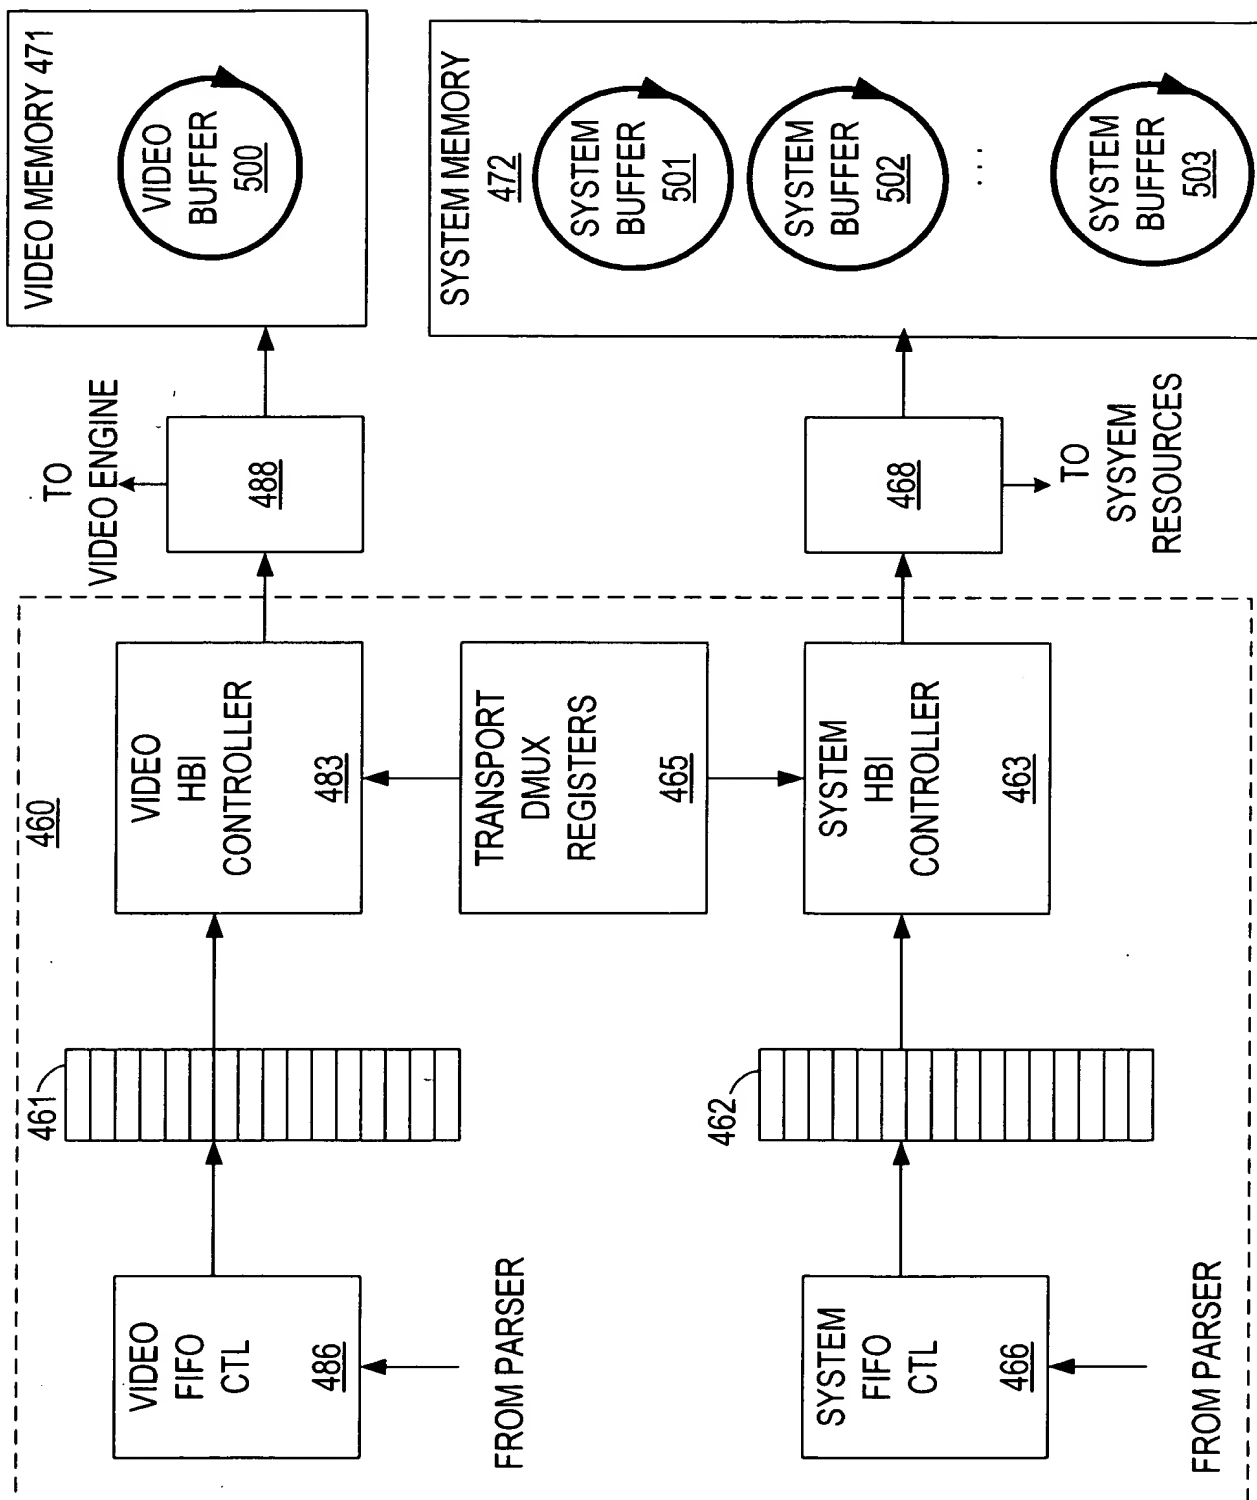 460
VIDEO
FIFO
CTL
486
FROM PARSER
461
VIDEO
HBI
CONTROLLER
483
TO
VIDEO ENGINE
488
VIDEO MEMORY 471
VIDEO
BUFFER
500
TRANSPORT
DMUX
REGISTERS
465
SYSTEM
FIFO
CTL
466
FROM PARSER
462
SYSTEM
HBI
CONTROLLER
463
468
TO
SYSYEM
RESOURCES
SYSTEM MEMORY
472
SYSTEM
BUFFER
501
SYSTEM
BUFFER
502
...
SYSTEM
BUFFER
503